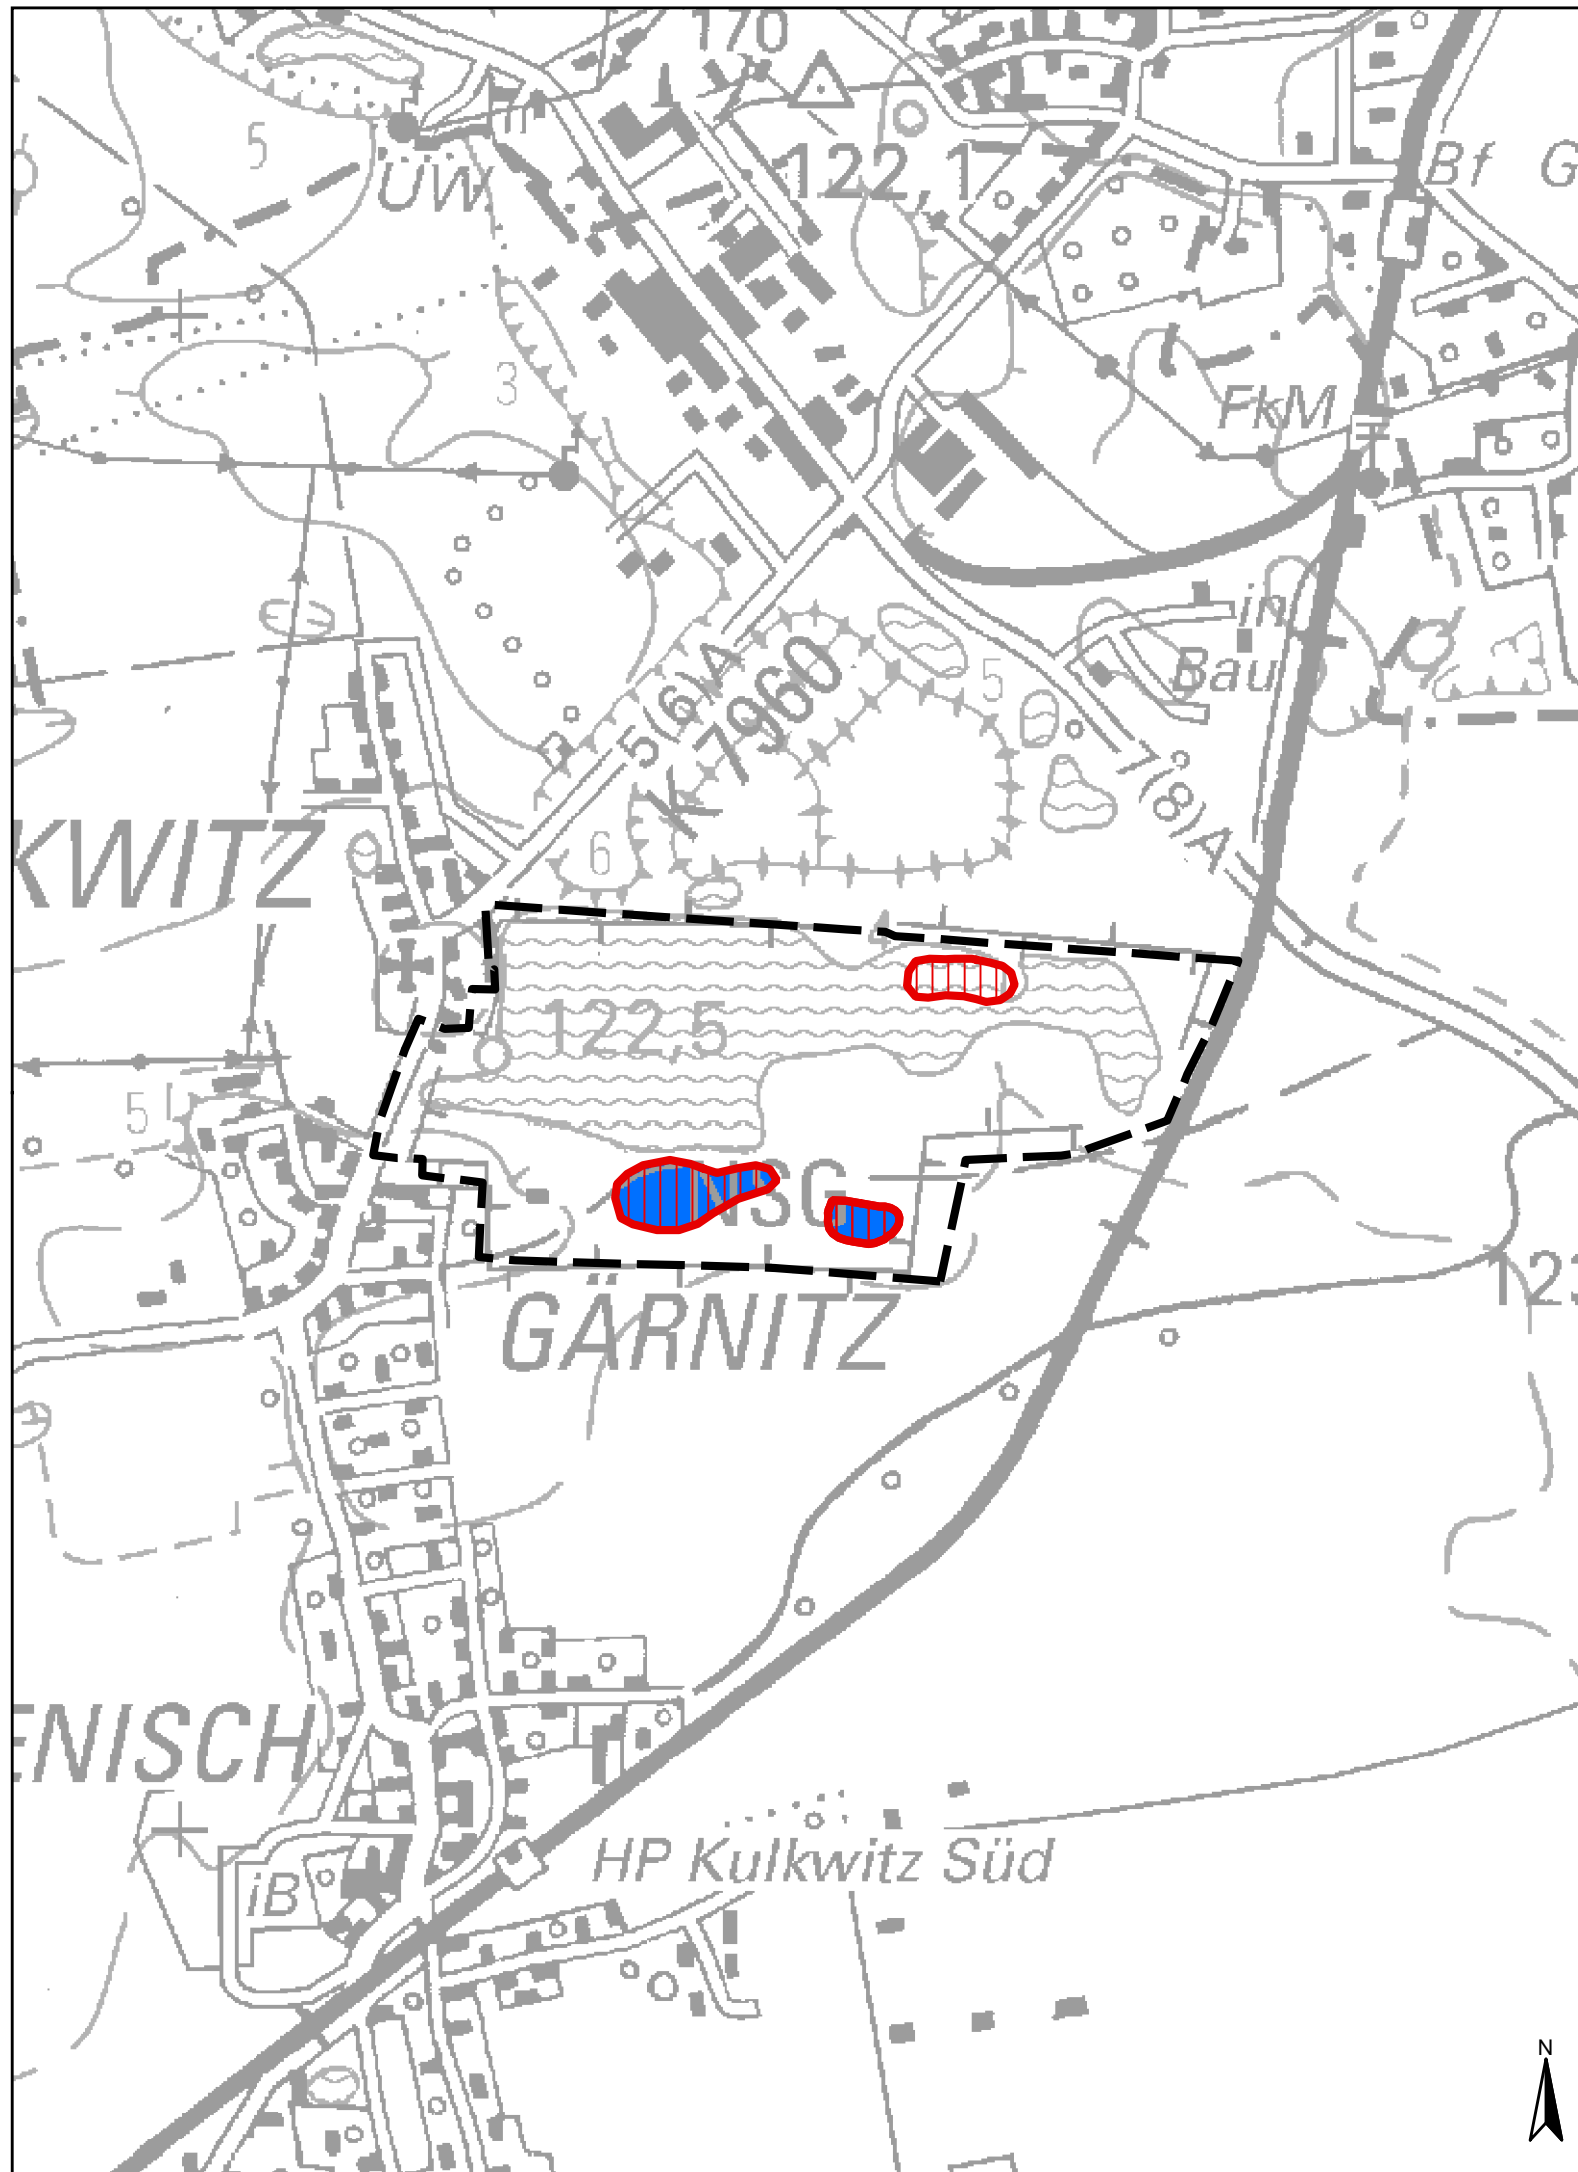 170
5
UW
122,1
Bf G
3
FkM
in
Bau
5(6)A
K 7960
5
7(8)A
KWITZ
6
122,5
5
NSG
GÄRNITZ
ENISCH
HP Kulkwitz Süd
iB
N